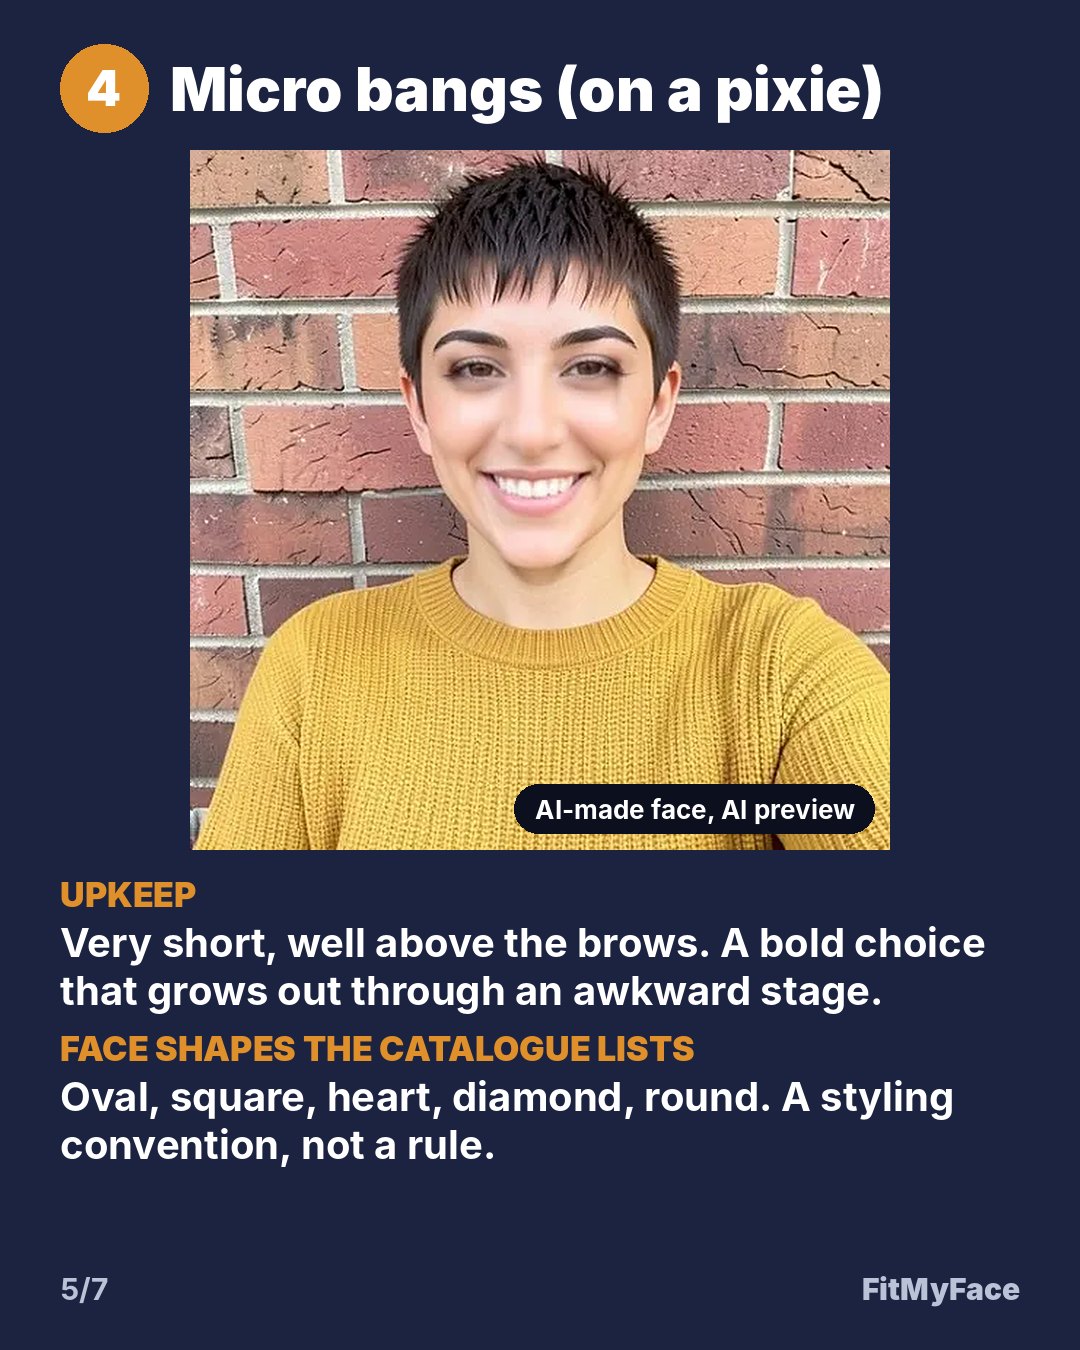 4 Micro bangs (on a pixie)
AI-made face, AI preview
UPKEEP
Very short, well above the brows. A bold choice
that grows out through an awkward stage.
FACE SHAPES THE CATALOGUE LISTS
Oval, square, heart, diamond, round. A styling
convention, not a rule.
5/7 FitMyFace